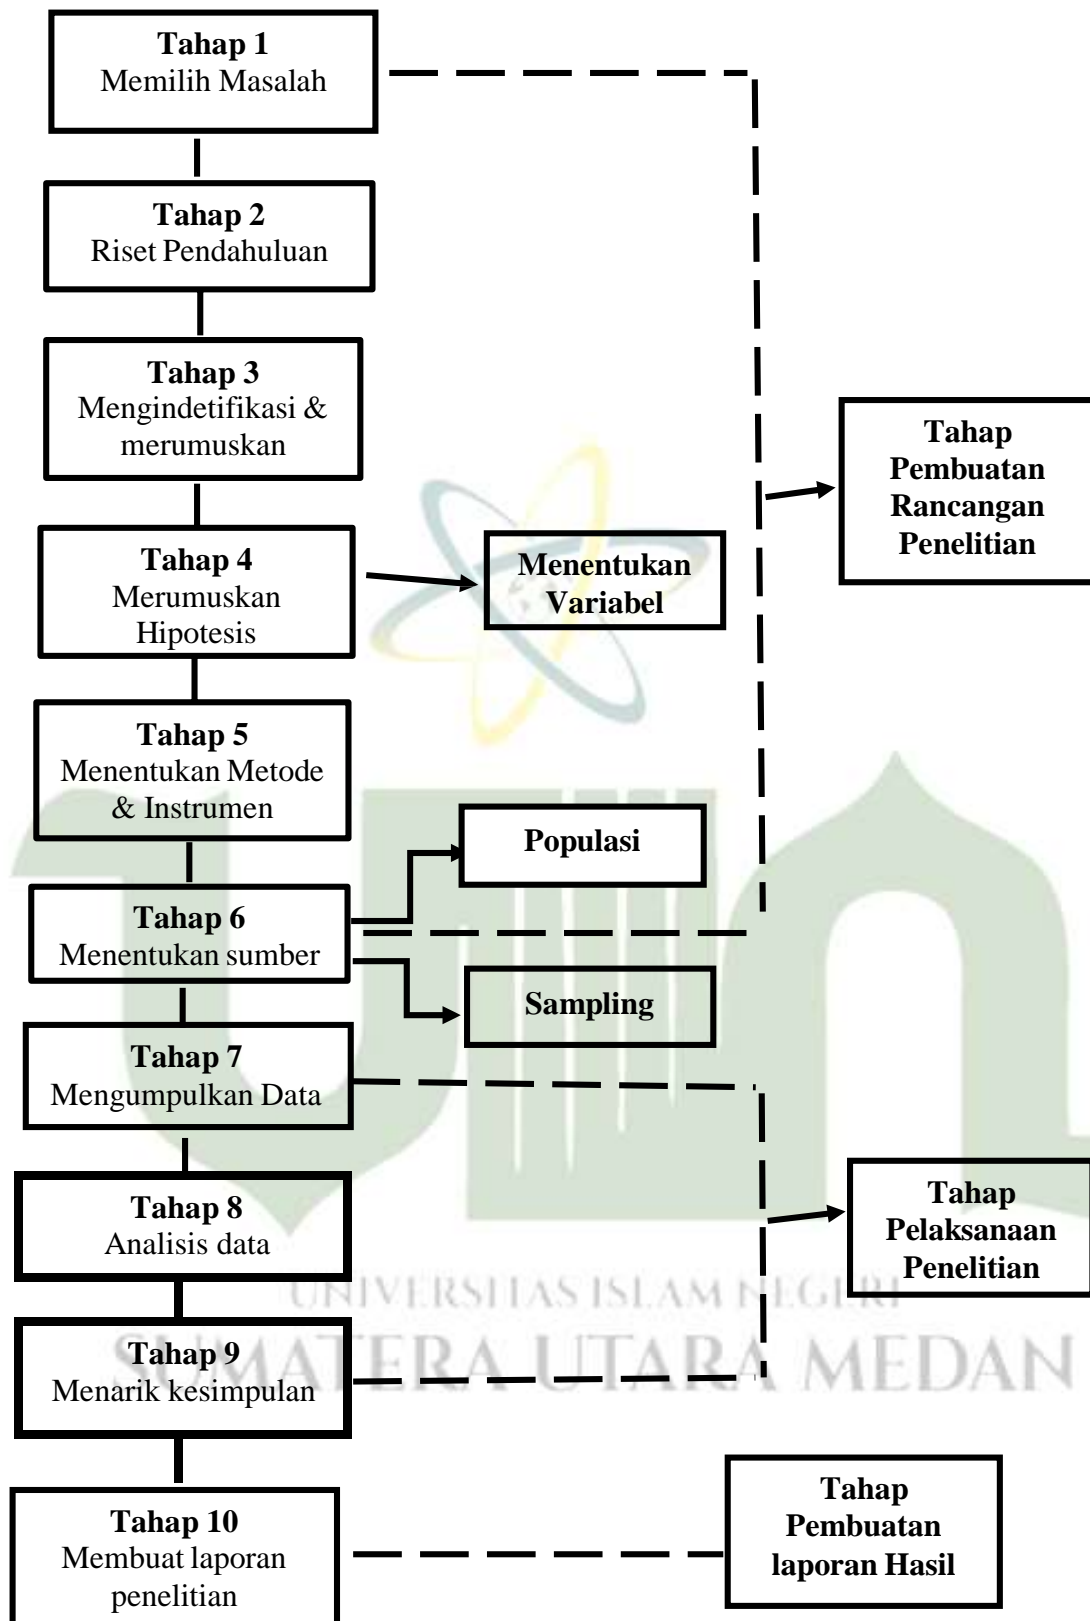 Tahap 1
Memilih Masalah
Tahap 2
Riset Pendahuluan
Tahap 3
Mengindetifikasi &
merumuskan
Tahap
Pembuatan
Rancangan
Penelitian
Tahap 4
Merumuskan
Hipotesis
Menentukan
Variabel
Tahap 5
Menentukan Metode
& Instrumen
Populasi
Tahap 6
Menentukan sumber
Sampling
Tahap 7
Mengumpulkan Data
Tahap 8
Analisis data
Tahap
Pelaksanaan
Penelitian
UNIVERSITAS ISLAM NEGERI
SUMATERA UTARA MEDAN
Tahap 9
Menarik kesimpulan
Tahap 10
Membuat laporan
penelitian
Tahap
Pembuatan
laporan Hasil